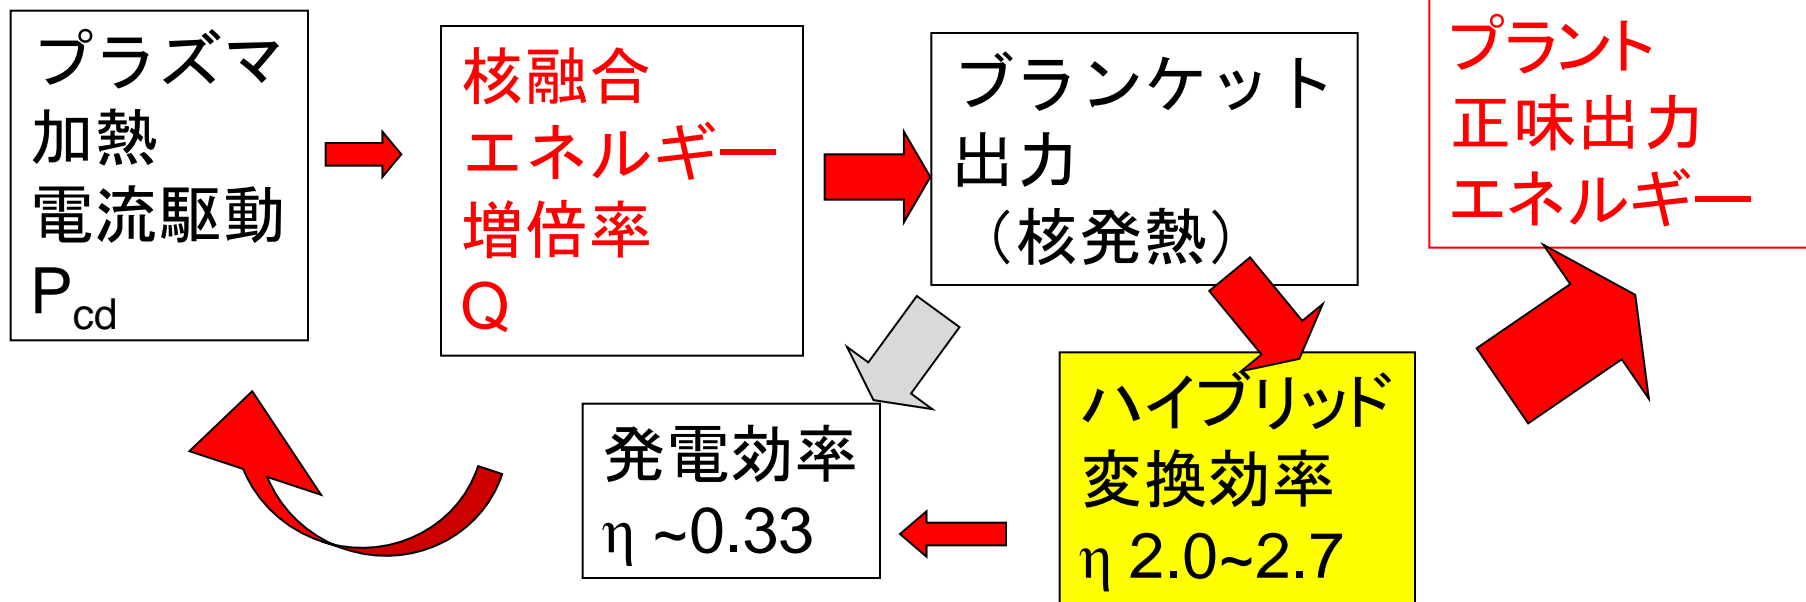 プラズマ
加熱
電流駆動
Pcd
核融合
エネルギー
増倍率
Q
ブランケット
出力
（核発熱）
プラント
正味出力
エネルギー
発電効率
η ~0.33
ハイブリッド
変換効率
η 2.0~2.7